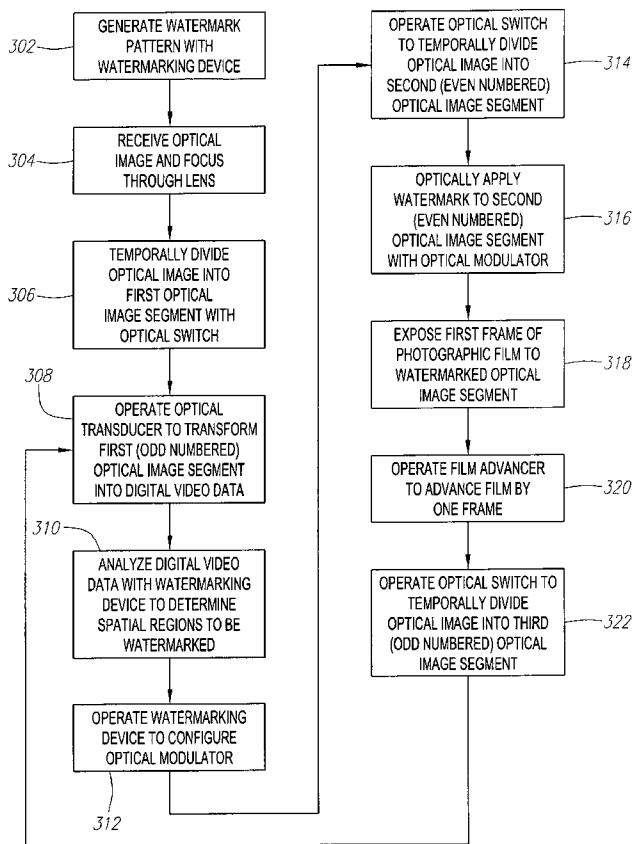 302
GENERATE WATERMARK
PATTERN WITH
WATERMARKING DEVICE
304
RECEIVE OPTICAL
IMAGE AND FOCUS
THROUGH LENS
306
TEMPORALLY DIVIDE
OPTICAL IMAGE INTO
FIRST OPTICAL
IMAGE SEGMENT WITH
OPTICAL SWITCH
308
OPERATE OPTICAL
TRANSDUCER TO TRANSFORM
FIRST (ODD NUMBERED)
OPTICAL IMAGE SEGMENT
INTO DIGITAL VIDEO DATA
310
ANALYZE DIGITAL VIDEO
DATA WITH WATERMARKING
DEVICE TO DETERMINE
SPATIAL REGIONS TO BE
WATERMARKED
OPERATE WATERMARKING
DEVICE TO CONFIGURE
OPTICAL MODULATOR
312
OPERATE OPTICAL SWITCH
TO TEMPORALLY DIVIDE
OPTICAL IMAGE INTO
SECOND (EVEN NUMBERED)
OPTICAL IMAGE SEGMENT
314
OPTICALLY APPLY
WATERMARK TO SECOND
(EVEN NUMBERED)
OPTICAL IMAGE SEGMENT
WITH OPTICAL MODULATOR
316
EXPOSE FIRST FRAME OF
PHOTOGRAPHIC FILM TO
WATERMARKED OPTICAL
IMAGE SEGMENT
318
OPERATE FILM ADVANCER
TO ADVANCE FILM BY
ONE FRAME
320
OPERATE OPTICAL SWITCH TO
TEMPORALLY DIVIDE
OPTICAL IMAGE INTO THIRD
(ODD NUMBERED) OPTICAL
IMAGE SEGMENT
322